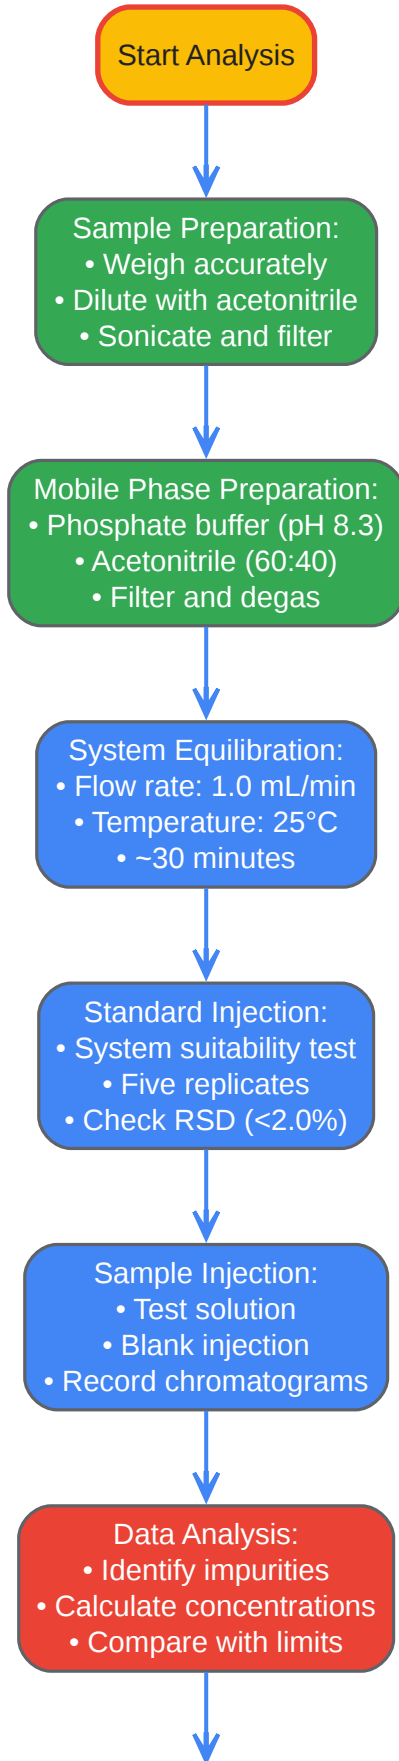 Start Analysis
Sample Preparation:
• Weigh accurately
• Dilute with acetonitrile
• Sonicate and filter
Mobile Phase Preparation:
• Phosphate buffer (pH 8.3)
• Acetonitrile (60:40)
• Filter and degas
System Equilibration:
• Flow rate: 1.0 mL/min
• Temperature: 25°C
• ~30 minutes
Standard Injection:
• System suitability test
• Five replicates
• Check RSD (<2.0%)
Sample Injection:
• Test solution
• Blank injection
• Record chromatograms
Data Analysis:
• Identify impurities
• Calculate concentrations
• Compare with limits